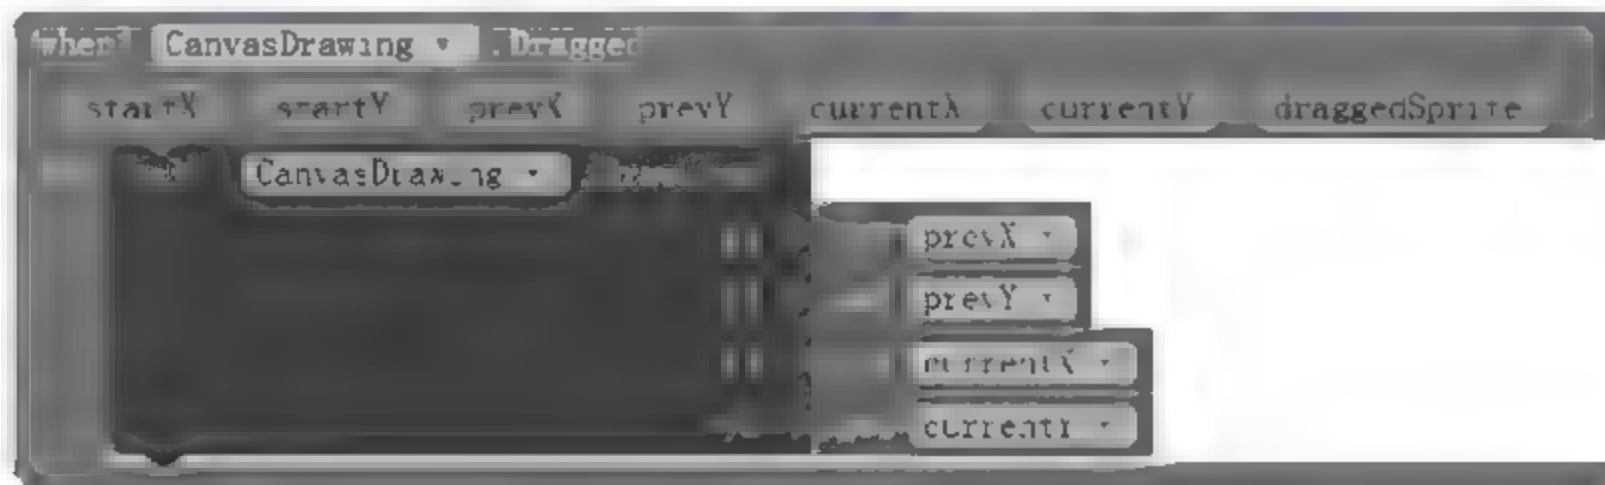 when CanvasDrawing .Dragged
startX startY prevX prevY currentX currentY draggedSprite
CanvasDrawing
prevX
prevY
currentX
currentY